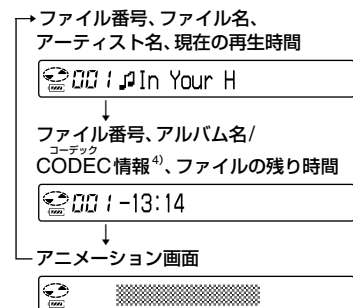 ファイル番号、ファイル名、
アーティスト名、現在の再生時間
001 ♫In Your H
ファイル番号、アルバム名/
コーデック
CODEC情報4)、ファイルの残り時間
001 -13:14
アニメーション画面